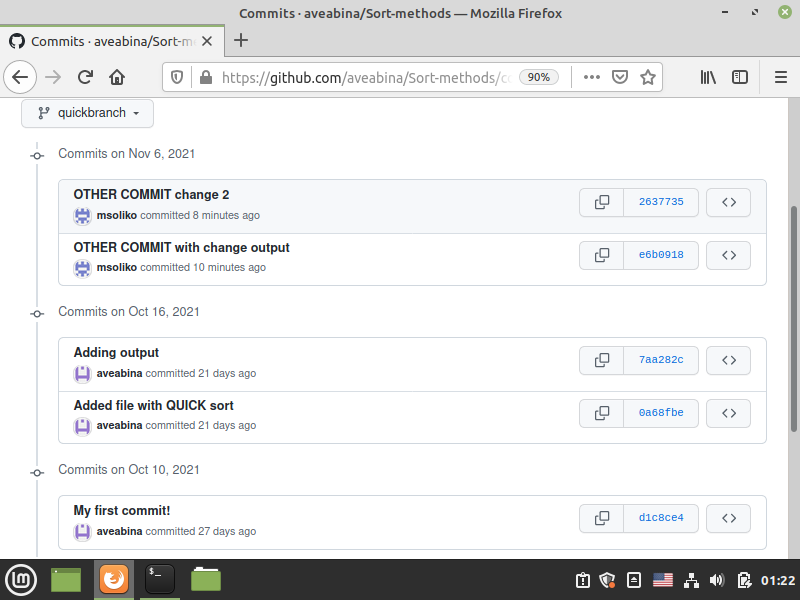 Commits · aveabina/Sort-methods — Mozilla Firefox
Commits · aveabina/Sort-m
https://github.com/aveabina/Sort-methods/c
90%
quickbranch
Commits on Nov 6, 2021
OTHER COMMIT change 2
2637735
msoliko committed 8 minutes ago
OTHER COMMIT with change output
e6b0918
msoliko committed 10 minutes ago
Commits on Oct 16, 2021
Adding output
7aa282c
aveabina committed 21 days ago
Added file with QUICK sort
0a68fbe
aveabina committed 21 days ago
Commits on Oct 10, 2021
My first commit!
d1c8ce4
aveabina committed 27 days ago
01:22